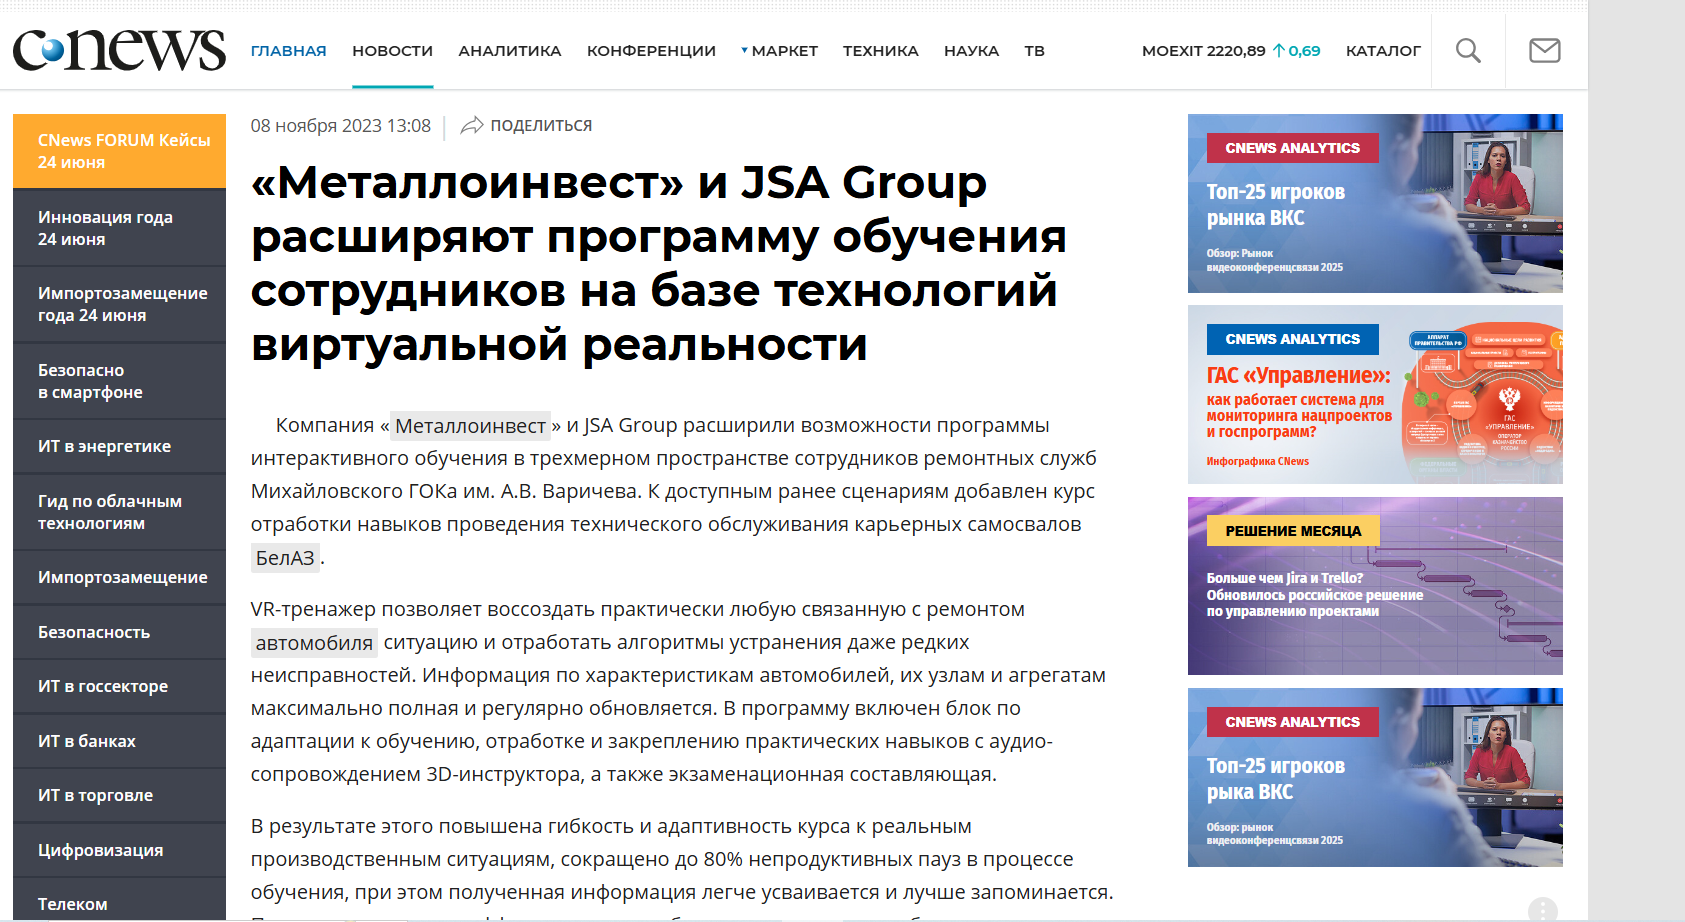 cnews
ГЛАВНАЯ НОВОСТИ АНАЛИТИКА КОНФЕРЕНЦИИ МАРКЕТ ТЕХНИКА НАУКА ТВ MOEXIT 2220,89 ↑ 0,69 КАТАЛОГ
CNews FORUM Кейсы
24 июня
Инновация года
24 июня
Импортозамещение
года 24 июня
Безопасно
в смартфоне
ИТ в энергетике
Гид по облачным
технологиям
Импортозамещение
Безопасность
ИТ в госсекторе
ИТ в банках
ИТ в торговле
Цифровизация
Телеком
08 ноября 2023 13:08 ПОДЕЛИТЬСЯ
«Металлоинвест» и JSA Group
расширяют программу обучения
сотрудников на базе технологий
виртуальной реальности
Компания «Металлоинвест» и JSA Group расширили возможности программы
интерактивного обучения в трехмерном пространстве сотрудников ремонтных служб
Михайловского ГОКа им. А.В. Варичева. К доступным ранее сценариям добавлен курс
отработки навыков проведения технического обслуживания карьерных самосвалов
БелАЗ.
VR-тренажер позволяет воссоздать практически любую связанную с ремонтом
автомобиля ситуацию и отработать алгоритмы устранения даже редких
неисправностей. Информация по характеристикам автомобилей, их узлам и агрегатам
максимально полная и регулярно обновляется. В программу включен блок по
адаптации к обучению, отработке и закреплению практических навыков с аудио-
сопровождением 3D-инструктора, а также экзаменационная составляющая.
В результате этого повышена гибкость и адаптивность курса к реальным
производственным ситуациям, сокращено до 80% непродуктивных пауз в процессе
обучения, при этом полученная информация легче усваивается и лучше запоминается.
CNEWS ANALYTICS
Топ-25 игроков
рынка ВКС
Обзор: Рынок
видеоконференцсвязи 2025
CNEWS ANALYTICS
ГАС «Управление»:
как работает система для
мониторинга нацпроектов
и госпрограмм?
Инфографика CNews
АППАРАТ
ПРАВИТЕЛЬСТВА РФ
ГАС
«УПРАВЛЕНИЕ»
ОПЕРАТОР
КАЗНАЧЕЙСТВО
РОССИИ
РЕШЕНИЕ МЕСЯЦА
Больше чем Jira и Trello?
Обновилось российское решение
по управлению проектами
CNEWS ANALYTICS
Топ-25 игроков
рыка ВКС
Обзор: рынок
видеоконференцсвязи 2025